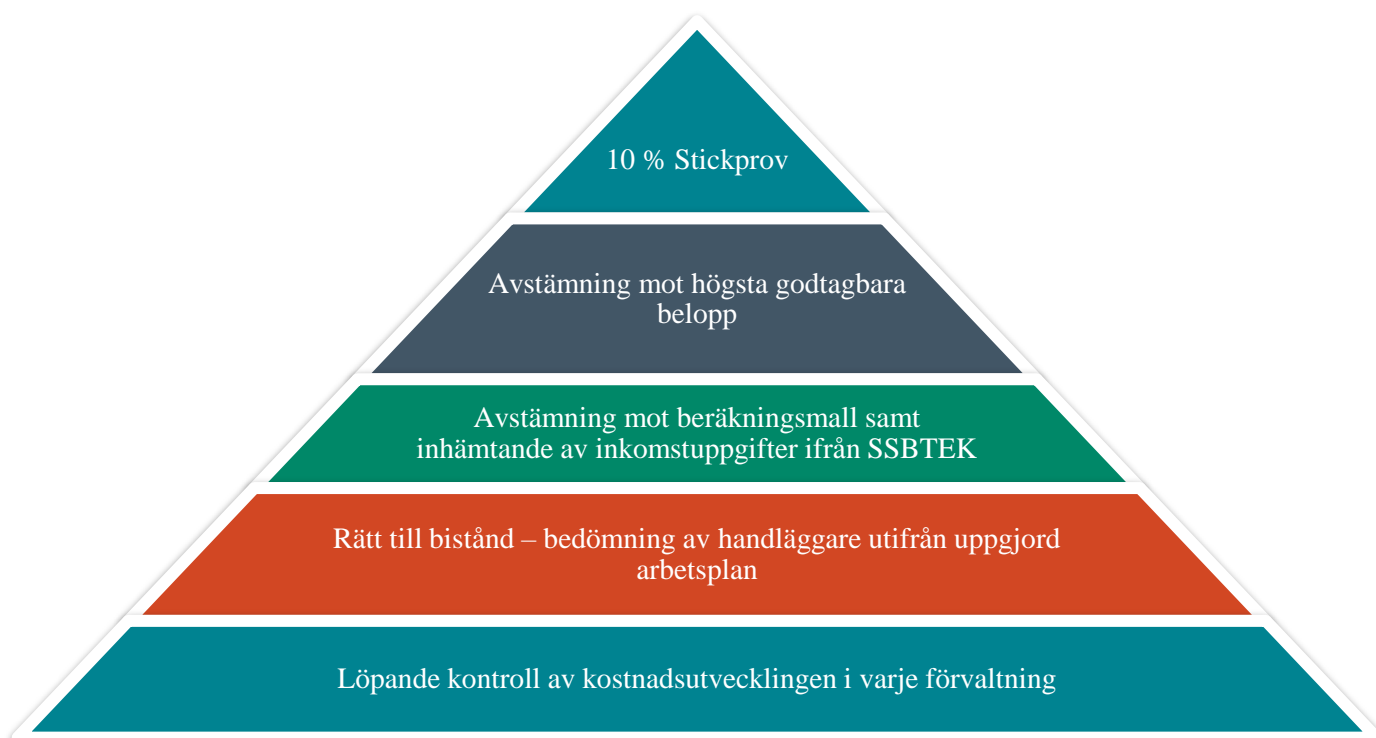 10 % Stickprov
Avstämning mot högsta godtagbara
belopp
Avstämning mot beräkningsmall samt
inhämtande av inkomstuppgifter ifrån SSBTEK
Rätt till bistånd – bedömning av handläggare utifrån uppgjord
arbetsplan
Löpande kontroll av kostnadsutvecklingen i varje förvaltning